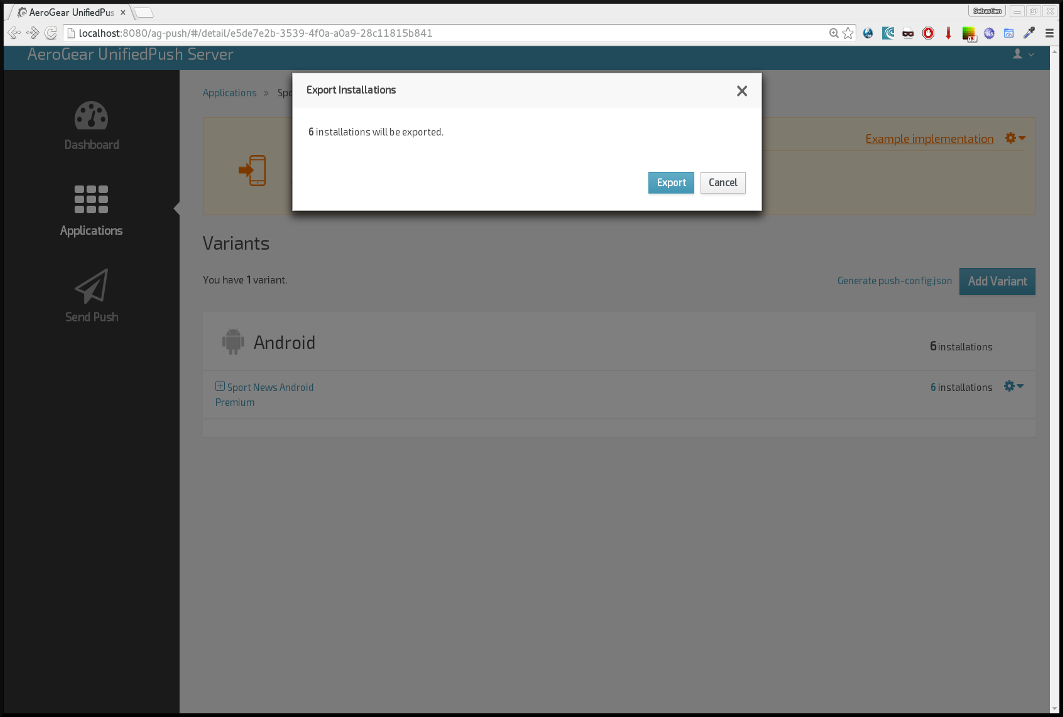 AeroGear UnifiedPus
Sebastien
localhost:8080/ag-push/#/detail/e5de7e2b-3539-4f0a-a0a9-28c11815b841
AeroGear UnifiedPush Server
Export Installations
Applications » Spo
6 installations will be exported.
Example implementation
Dashboard
Export
Cancel
Applications
Variants
You have 1 variant.
Generate push-config.json
Add Variant
Send Push
Android
6 installations
Sport News Android
Premium
6 installations